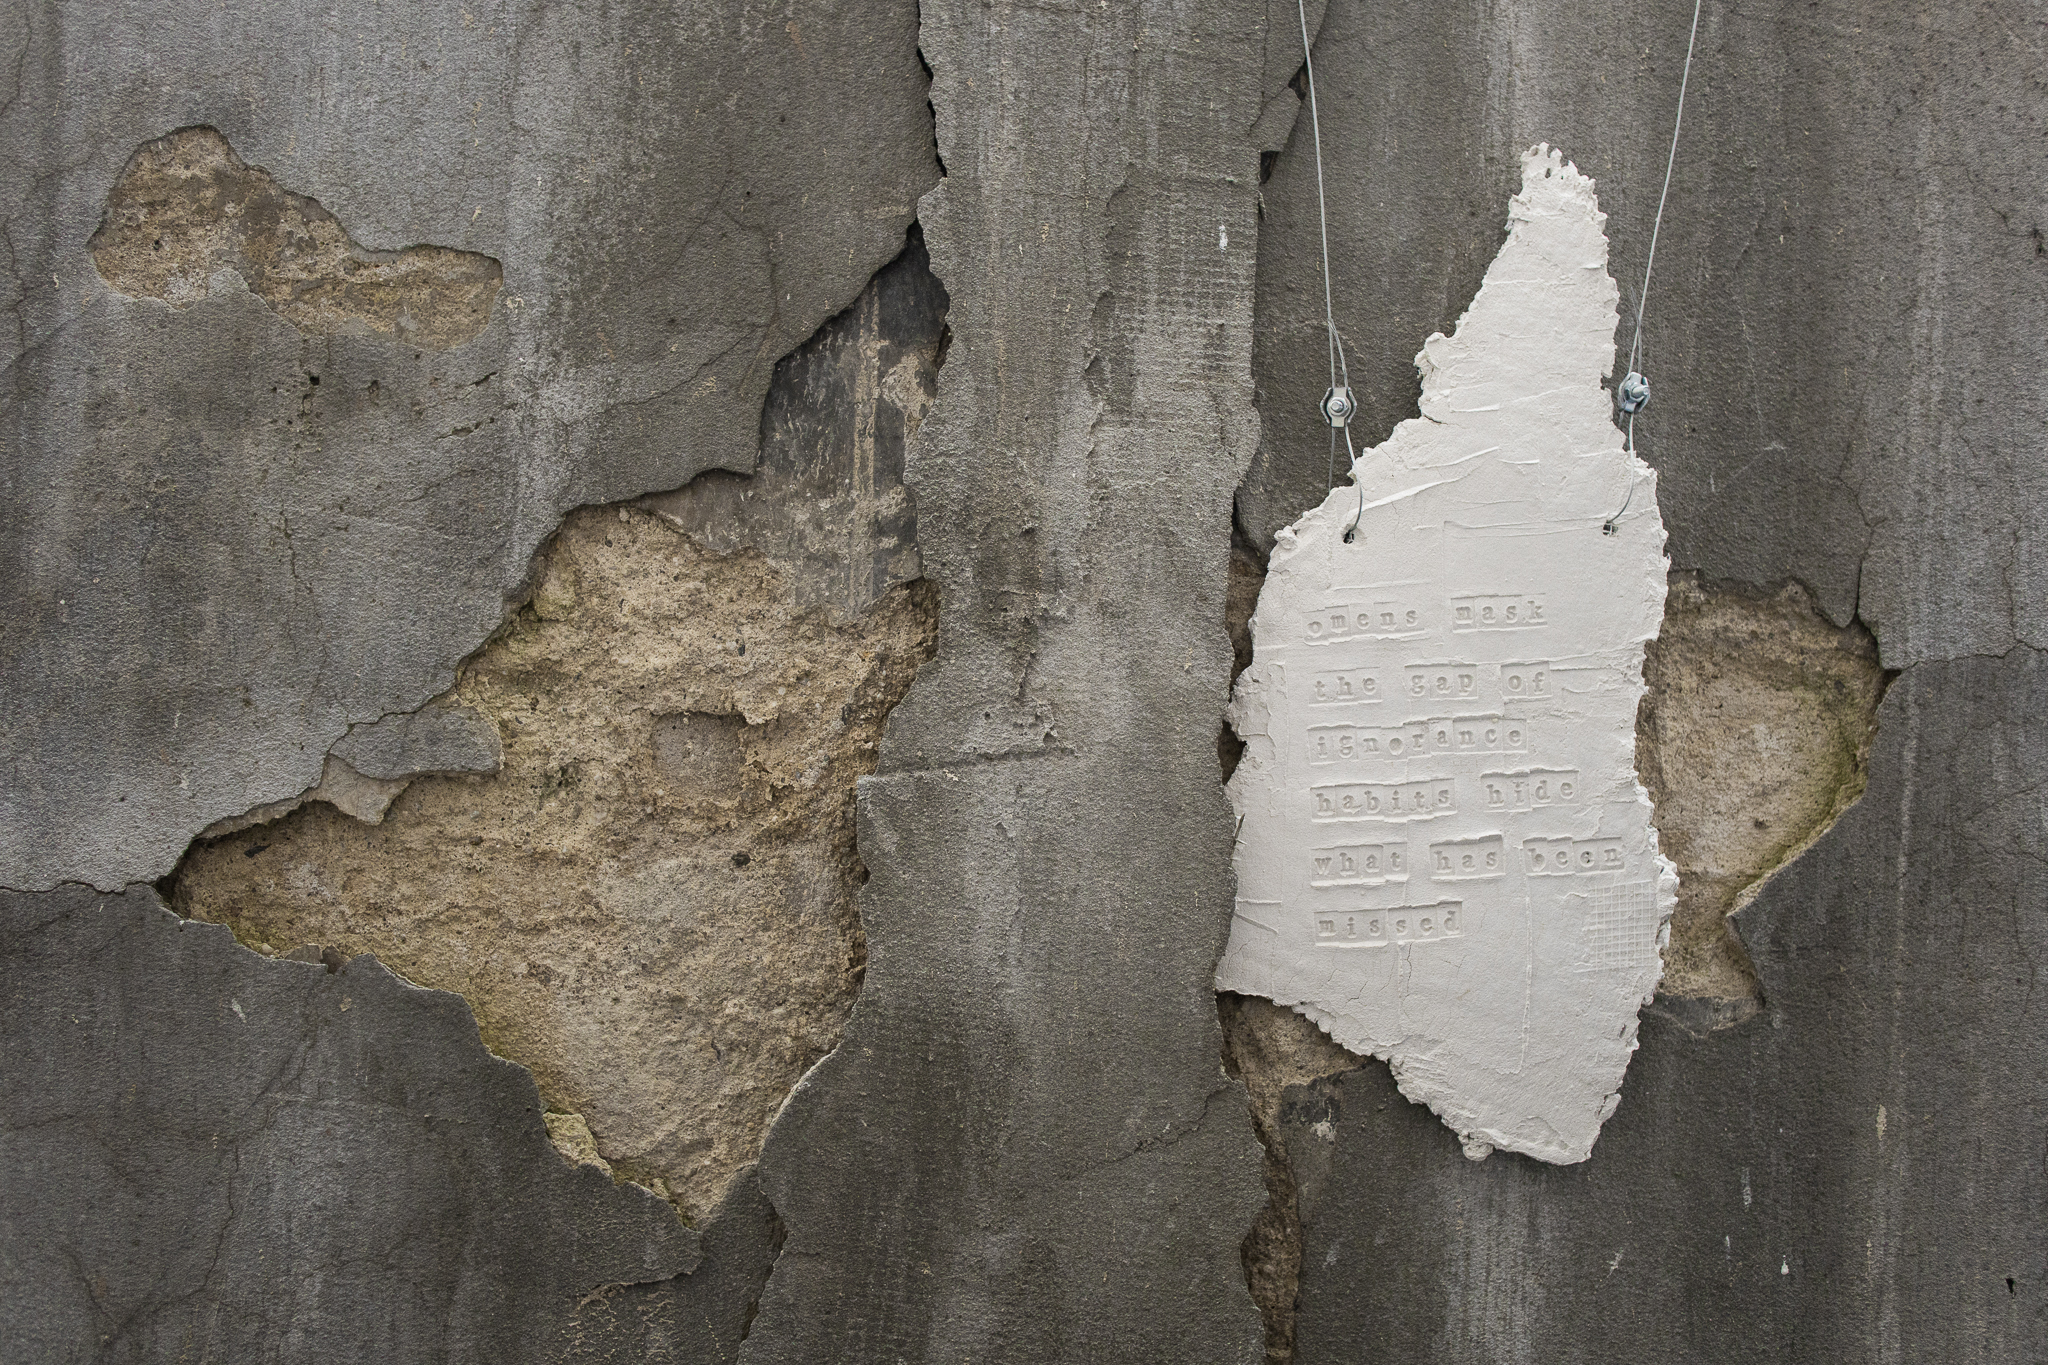 omens mask
the gap of
ignorance
habits hide
what has been
missed